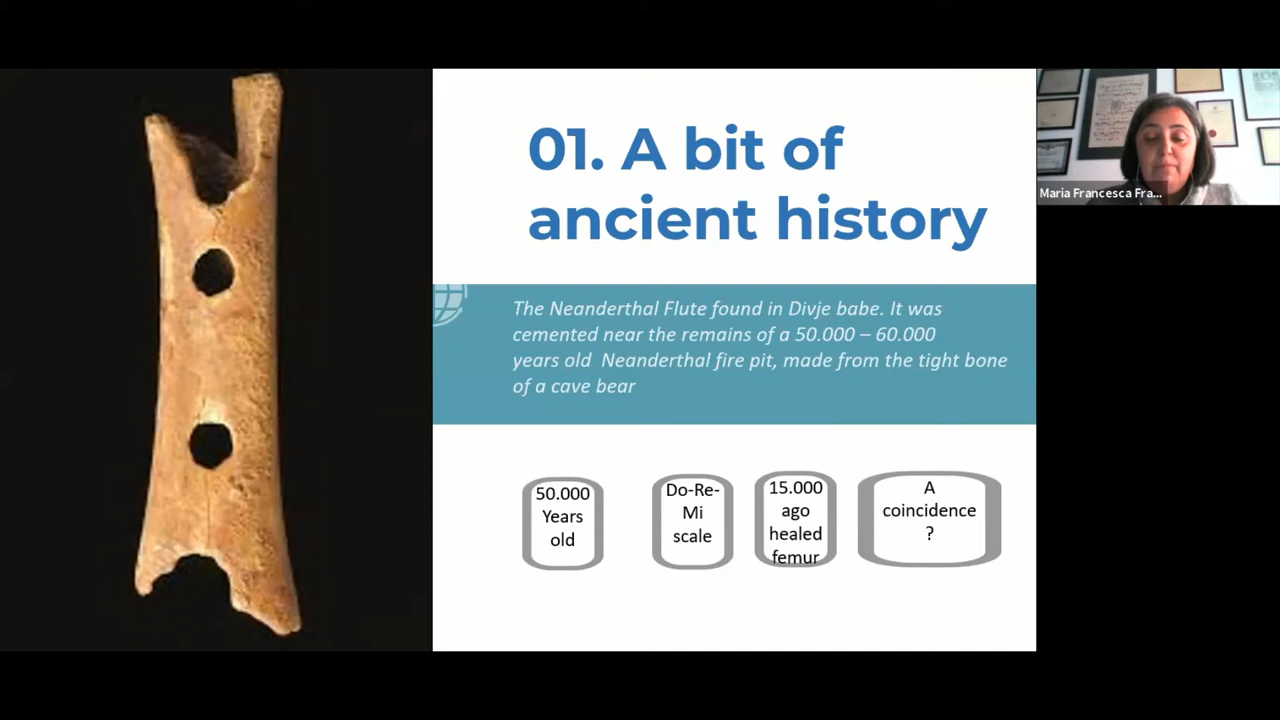 01. A bit of
ancient history
Maria Francesca Fra...
The Neanderthal Flute found in Divje babe. It was
cemented near the remains of a 50.000 – 60.000
years old Neanderthal fire pit, made from the tight bone
of a cave bear
50.000
Years
old
Do-Re-
Mi
scale
15.000
ago
healed
femur
A
coincidence
?